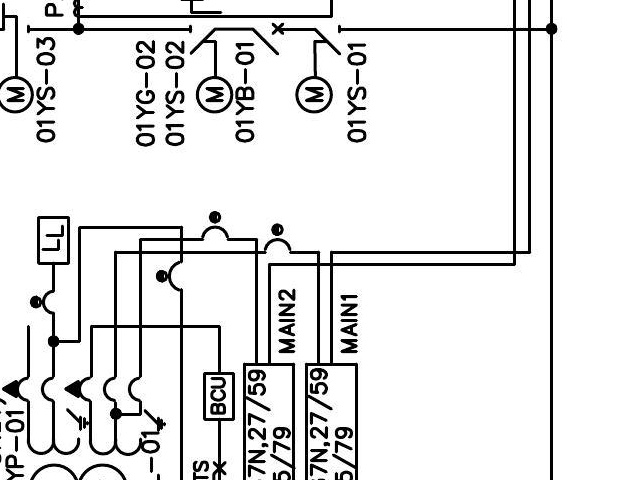 P
M
01YS-03
01YG-02
01YS-02
M
01YB-01
M
01YS-01
LL
MAIN2
MAIN1
BCU
7N,27/59
5/79
67N,27/59
5/79
YP-01
-01
TS